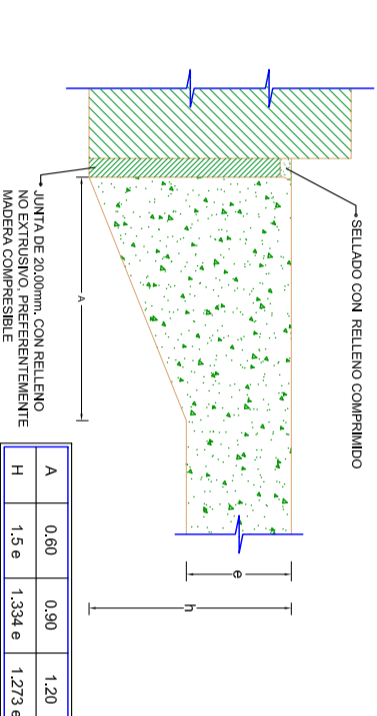 SELLADO CON RELLENO COMPRIMIDO
e
h
A
JUNTA DE 20.00mm. CON RELLENO
NO EXTRUSIVO, PREFERENTEMENTE
MADERA COMPRESIBLE
A 0.60 0.90 1.20
H 1.5 e 1.334 e 1.273 e